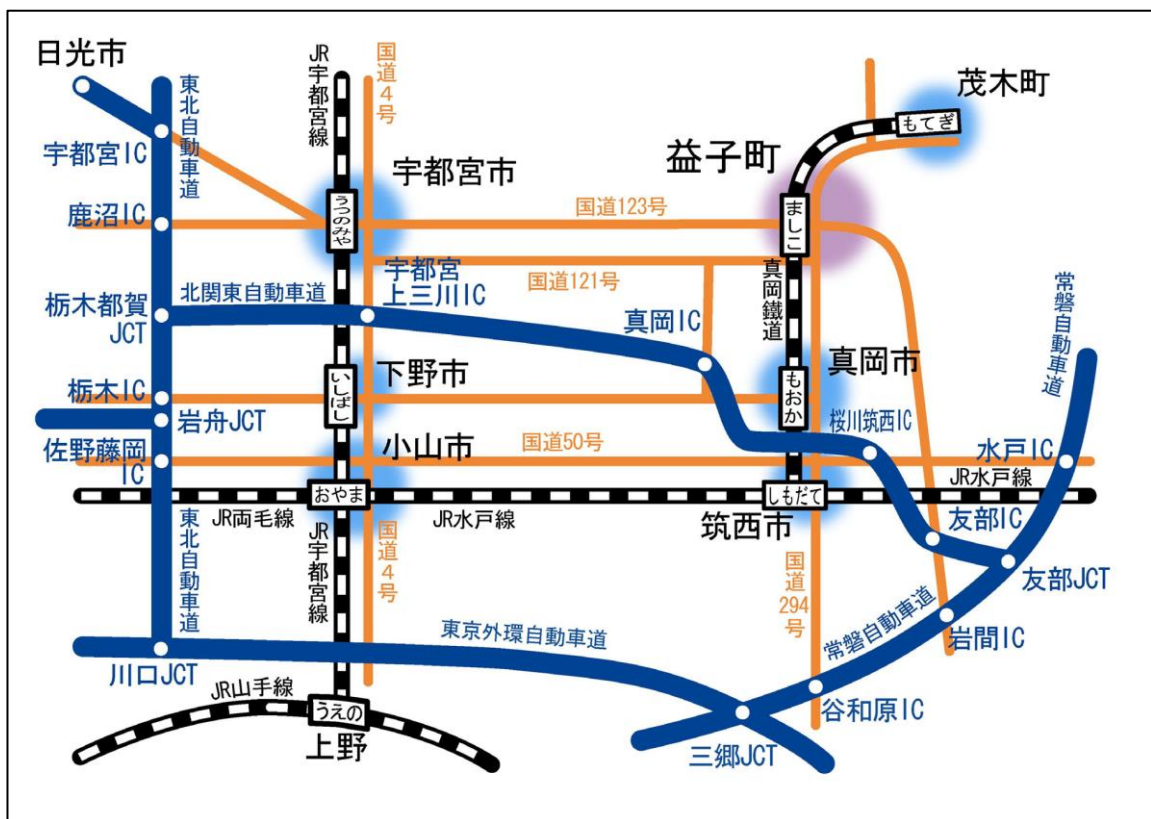 日光市
東北自動車道
JR宇都宮線
国道4号
茂木町
もてぎ
宇都宮IC
益子町
宇都宮市
うつのみや
ましこ
鹿沼IC
国道123号
宇都宮
上三川IC
国道121号
真岡鐵道
常磐自動車道
北関東自動車道
栃木都賀
JCT
真岡IC
真岡市
下野市
いしばし
もおか
栃木IC
岩舟JCT
桜川筑西IC
小山市
国道50号
佐野藤岡
IC
水戸IC
JR水戸線
おやま
しもだて
JR両毛線
JR水戸線
筑西市
友部IC
東北自動車道
JR宇都宮線
国道4号
国道
294
号
友部JCT
東京外環自動車道
常磐自動車道
岩間IC
川口JCT
JR山手線
うえの
上野
谷和原IC
三郷JCT